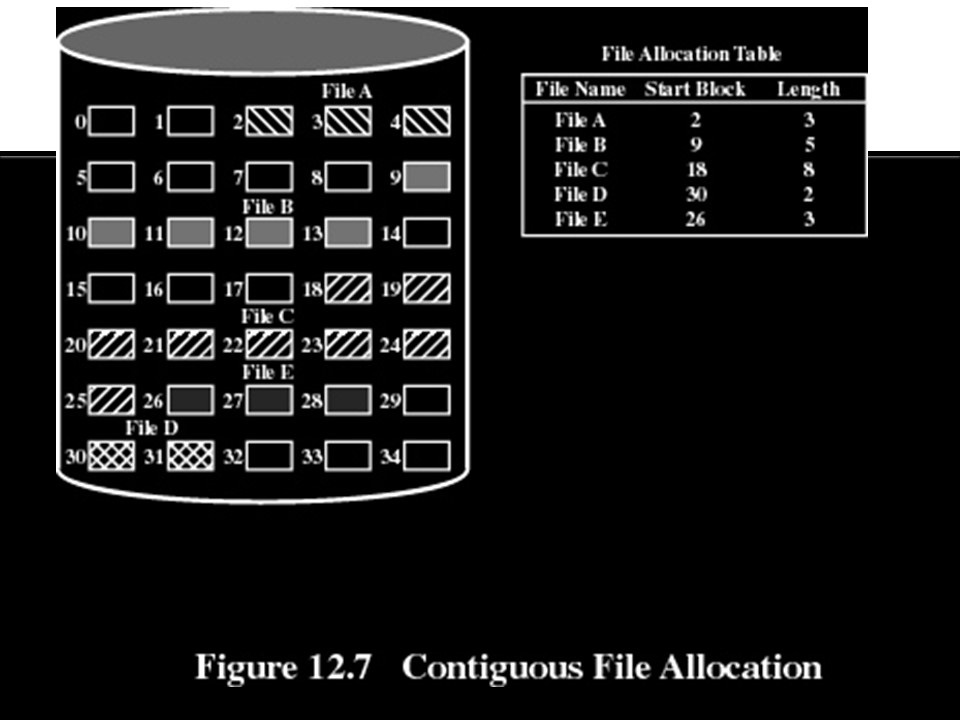 File A
0 1 2 3 4
5 6 7 8 9
File B
10 11 12 13 14
15 16 17 18 19
File C
20 21 22 23 24
File E
25 26 27 28 29
File D
30 31 32 33 34
File Allocation Table
File Name Start Block Length
File A 2 3
File B 9 5
File C 18 8
File D 30 2
File E 26 3
Figure 12.7 Contiguous File Allocation